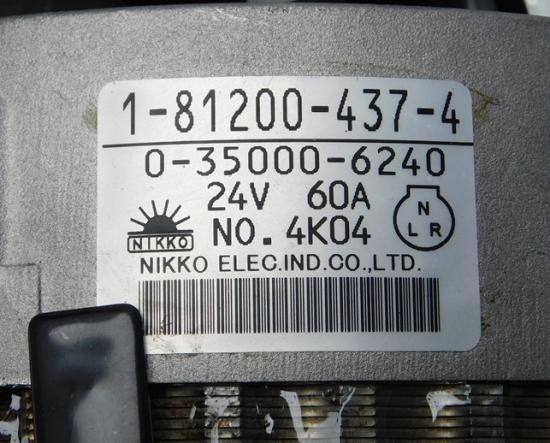 1-81200-437-4
0-35000-6240
24V 60A
NIKKO
NO. 4K04
N
L R
NIKKO ELEC.IND.CO.,LTD.